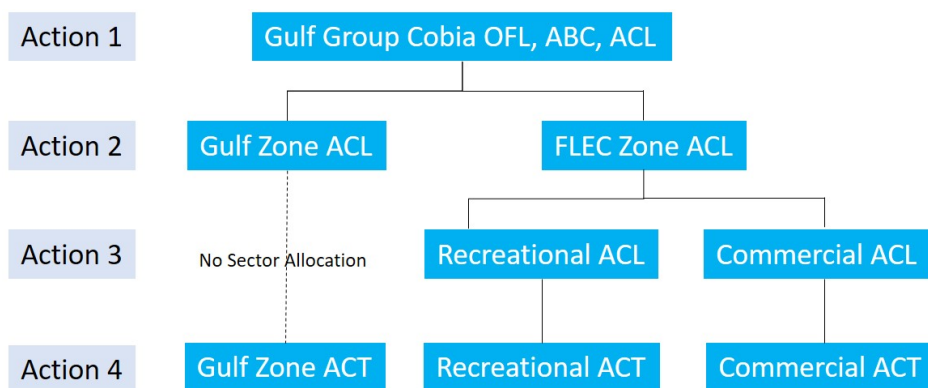 Action 1
Gulf Group Cobia OFL, ABC, ACL
Action 2
Gulf Zone ACL
FLEC Zone ACL
Action 3
No Sector Allocation
Recreational ACL
Commercial ACL
Action 4
Gulf Zone ACT
Recreational ACT
Commercial ACT